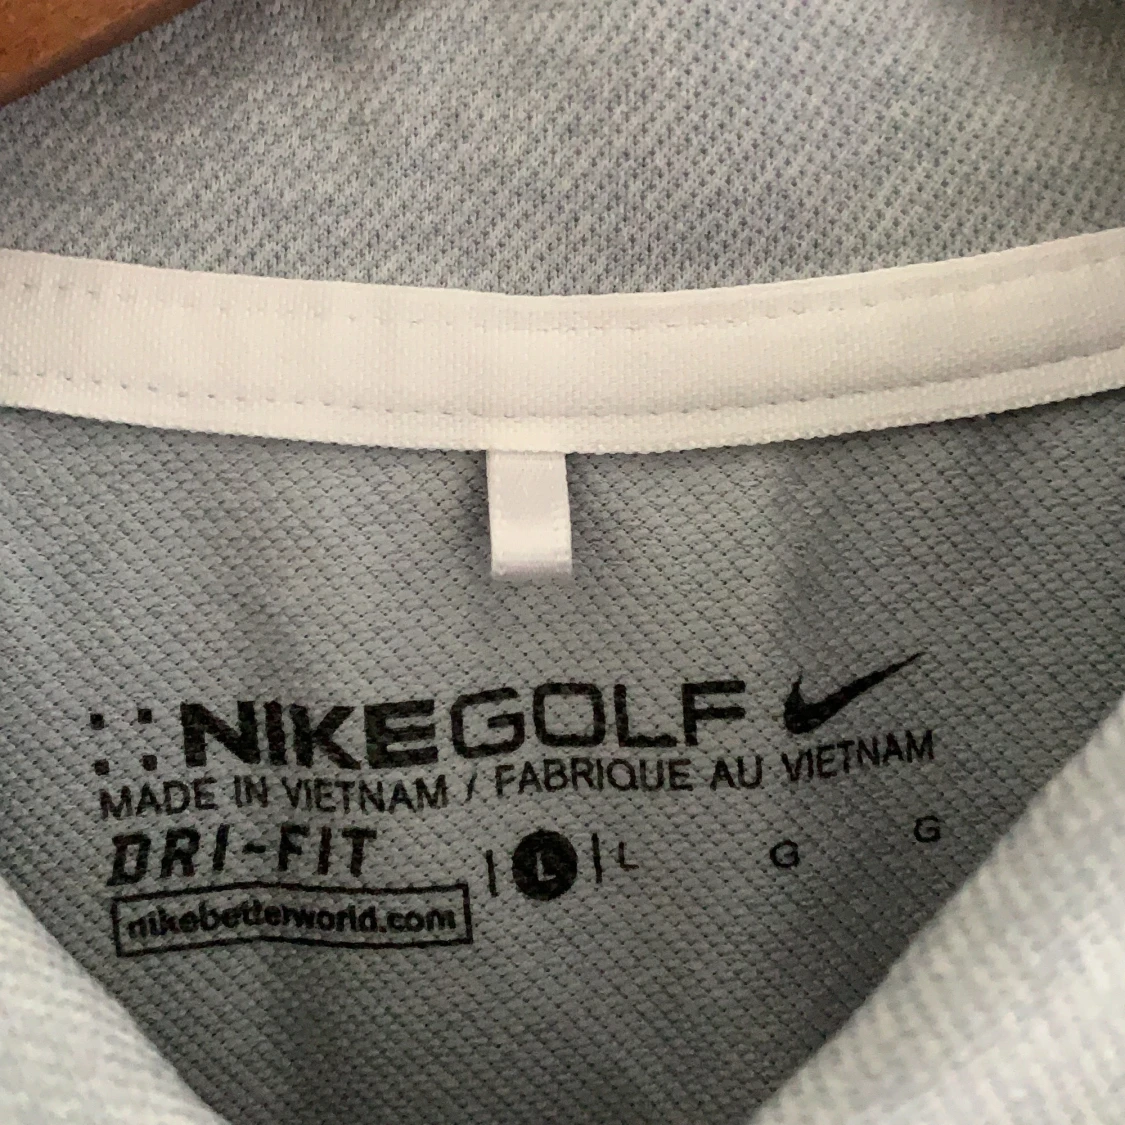 NIKEGOLF
MADE IN VIETNAM / FABRIQUE AU VIETNAM
DRI-FIT | L | L G G
nikebetterworld.com